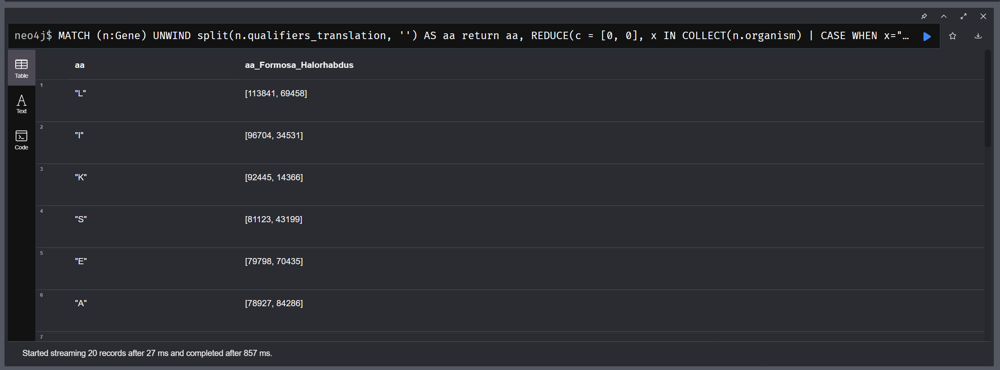 neo4j$ MATCH (n:Gene) UNWIND split(n.qualifiers_translation, '') AS aa return aa, REDUCE(c = [0, 0], x IN COLLECT(n.organism) | CASE WHEN x="…
Table
Text
Code
aa aa_Formosa_Halorhabdus
1
"L" [113841, 69458]
2
"I" [96704, 34531]
3
"K" [92445, 14366]
4
"S" [81123, 43199]
5
"E" [79798, 70435]
6
"A" [78927, 84286]
7
Started streaming 20 records after 27 ms and completed after 857 ms.